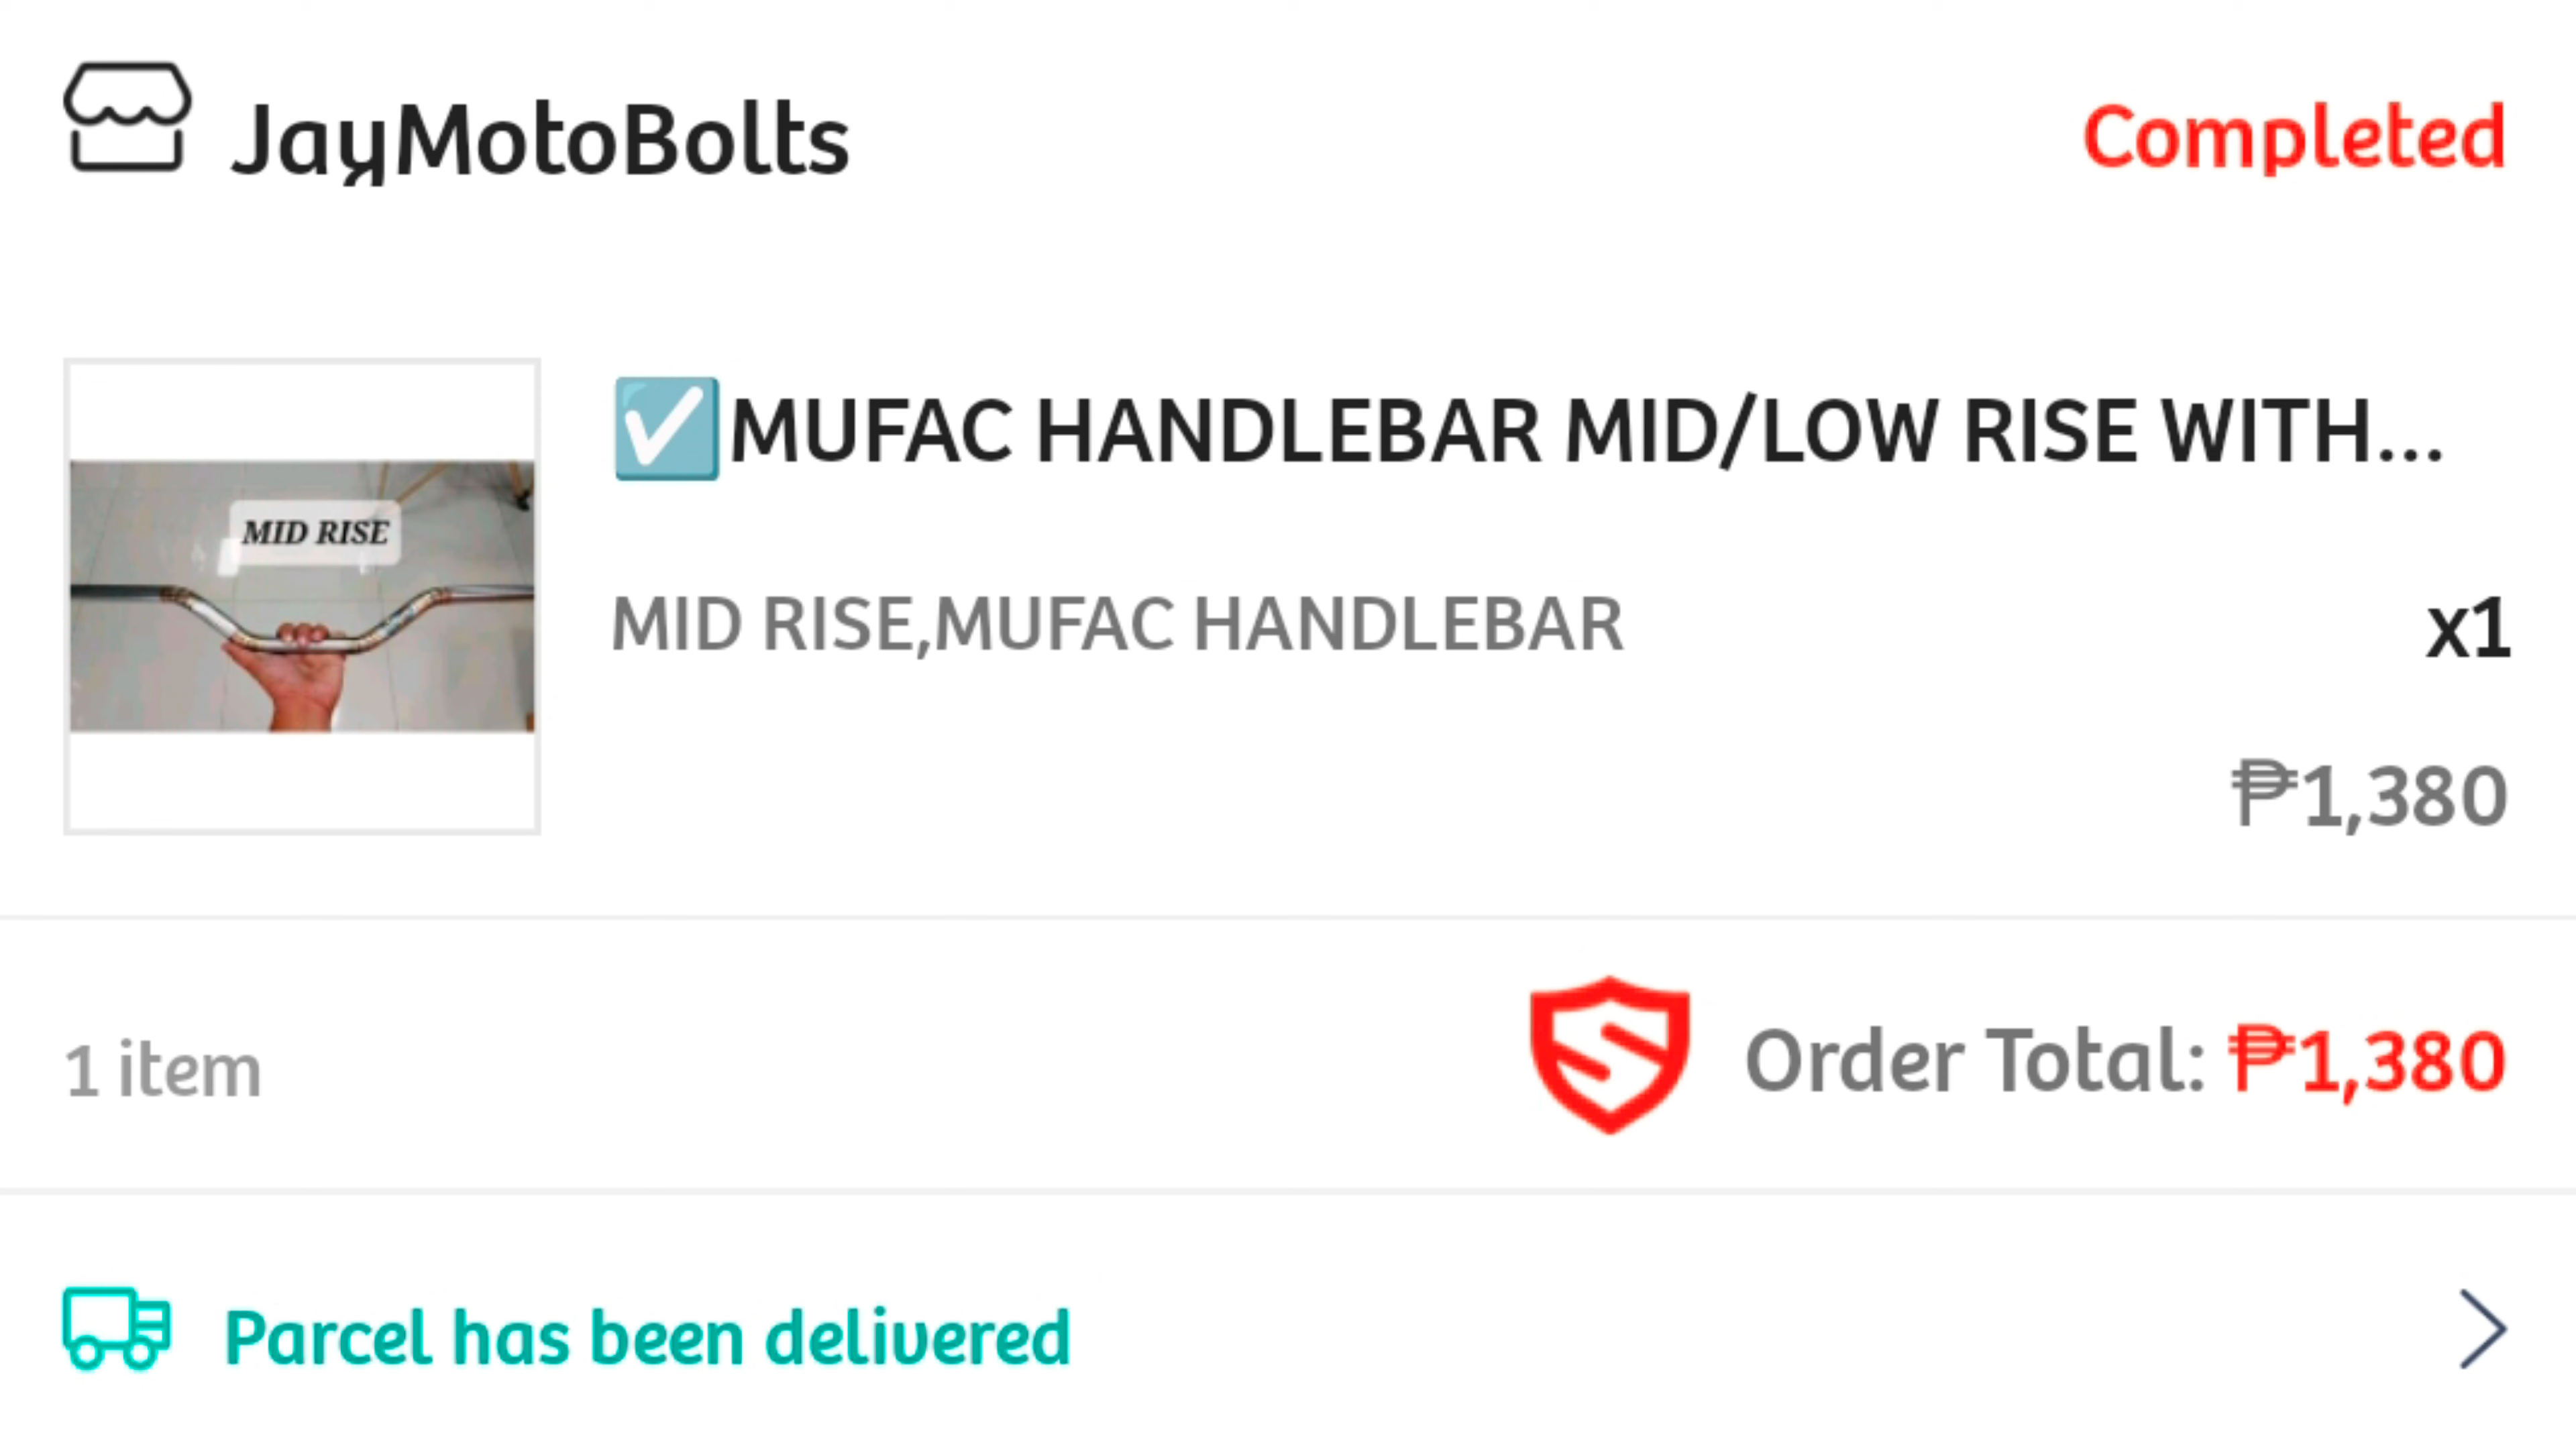 JayMotoBolts
Completed
☑️MUFAC HANDLEBAR MID/LOW RISE WITH...
MID RISE
MID RISE,MUFAC HANDLEBAR
x1
₱1,380
1 item
Order Total: ₱1,380
Parcel has been delivered